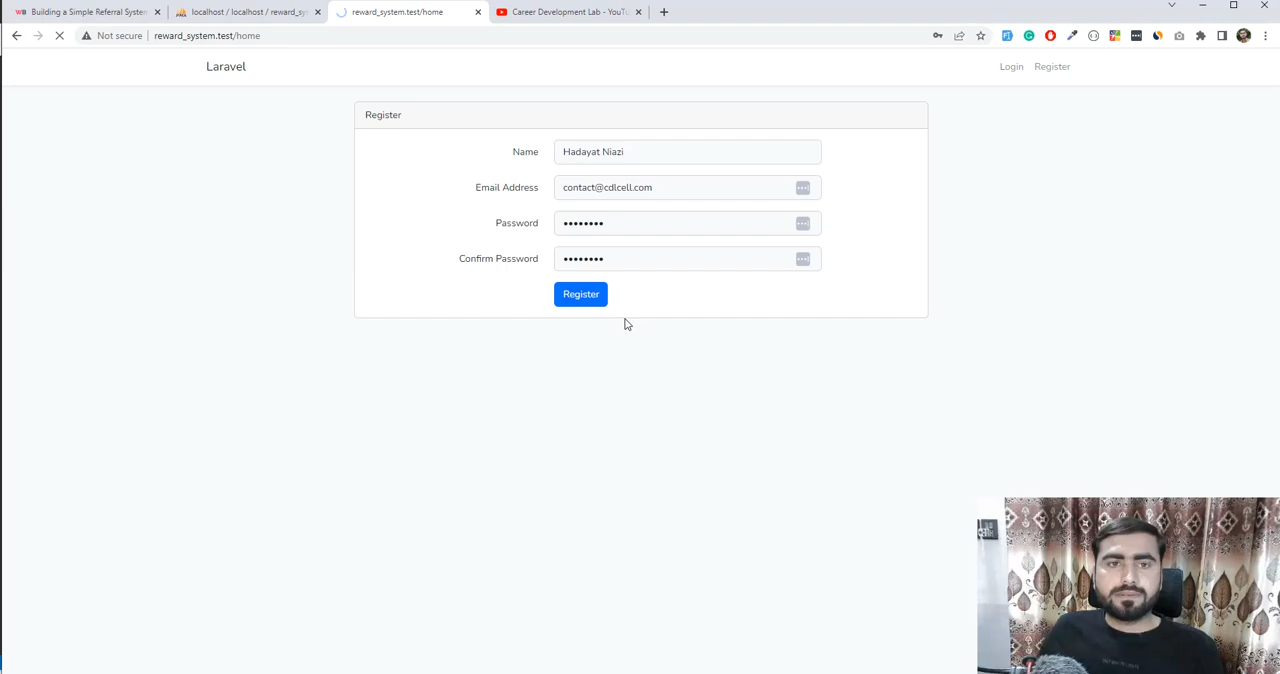 Building a Simple Referral System
localhost / localhost / reward_sy
reward_system.test/home
Career Development Lab - YouTu
Not secure
reward_system.test/home
Laravel
Login
Register
Register
Name
Hadayat Niazi
Email Address
contact@cdlcell.com
Password
••••••••
Confirm Password
••••••••
Register